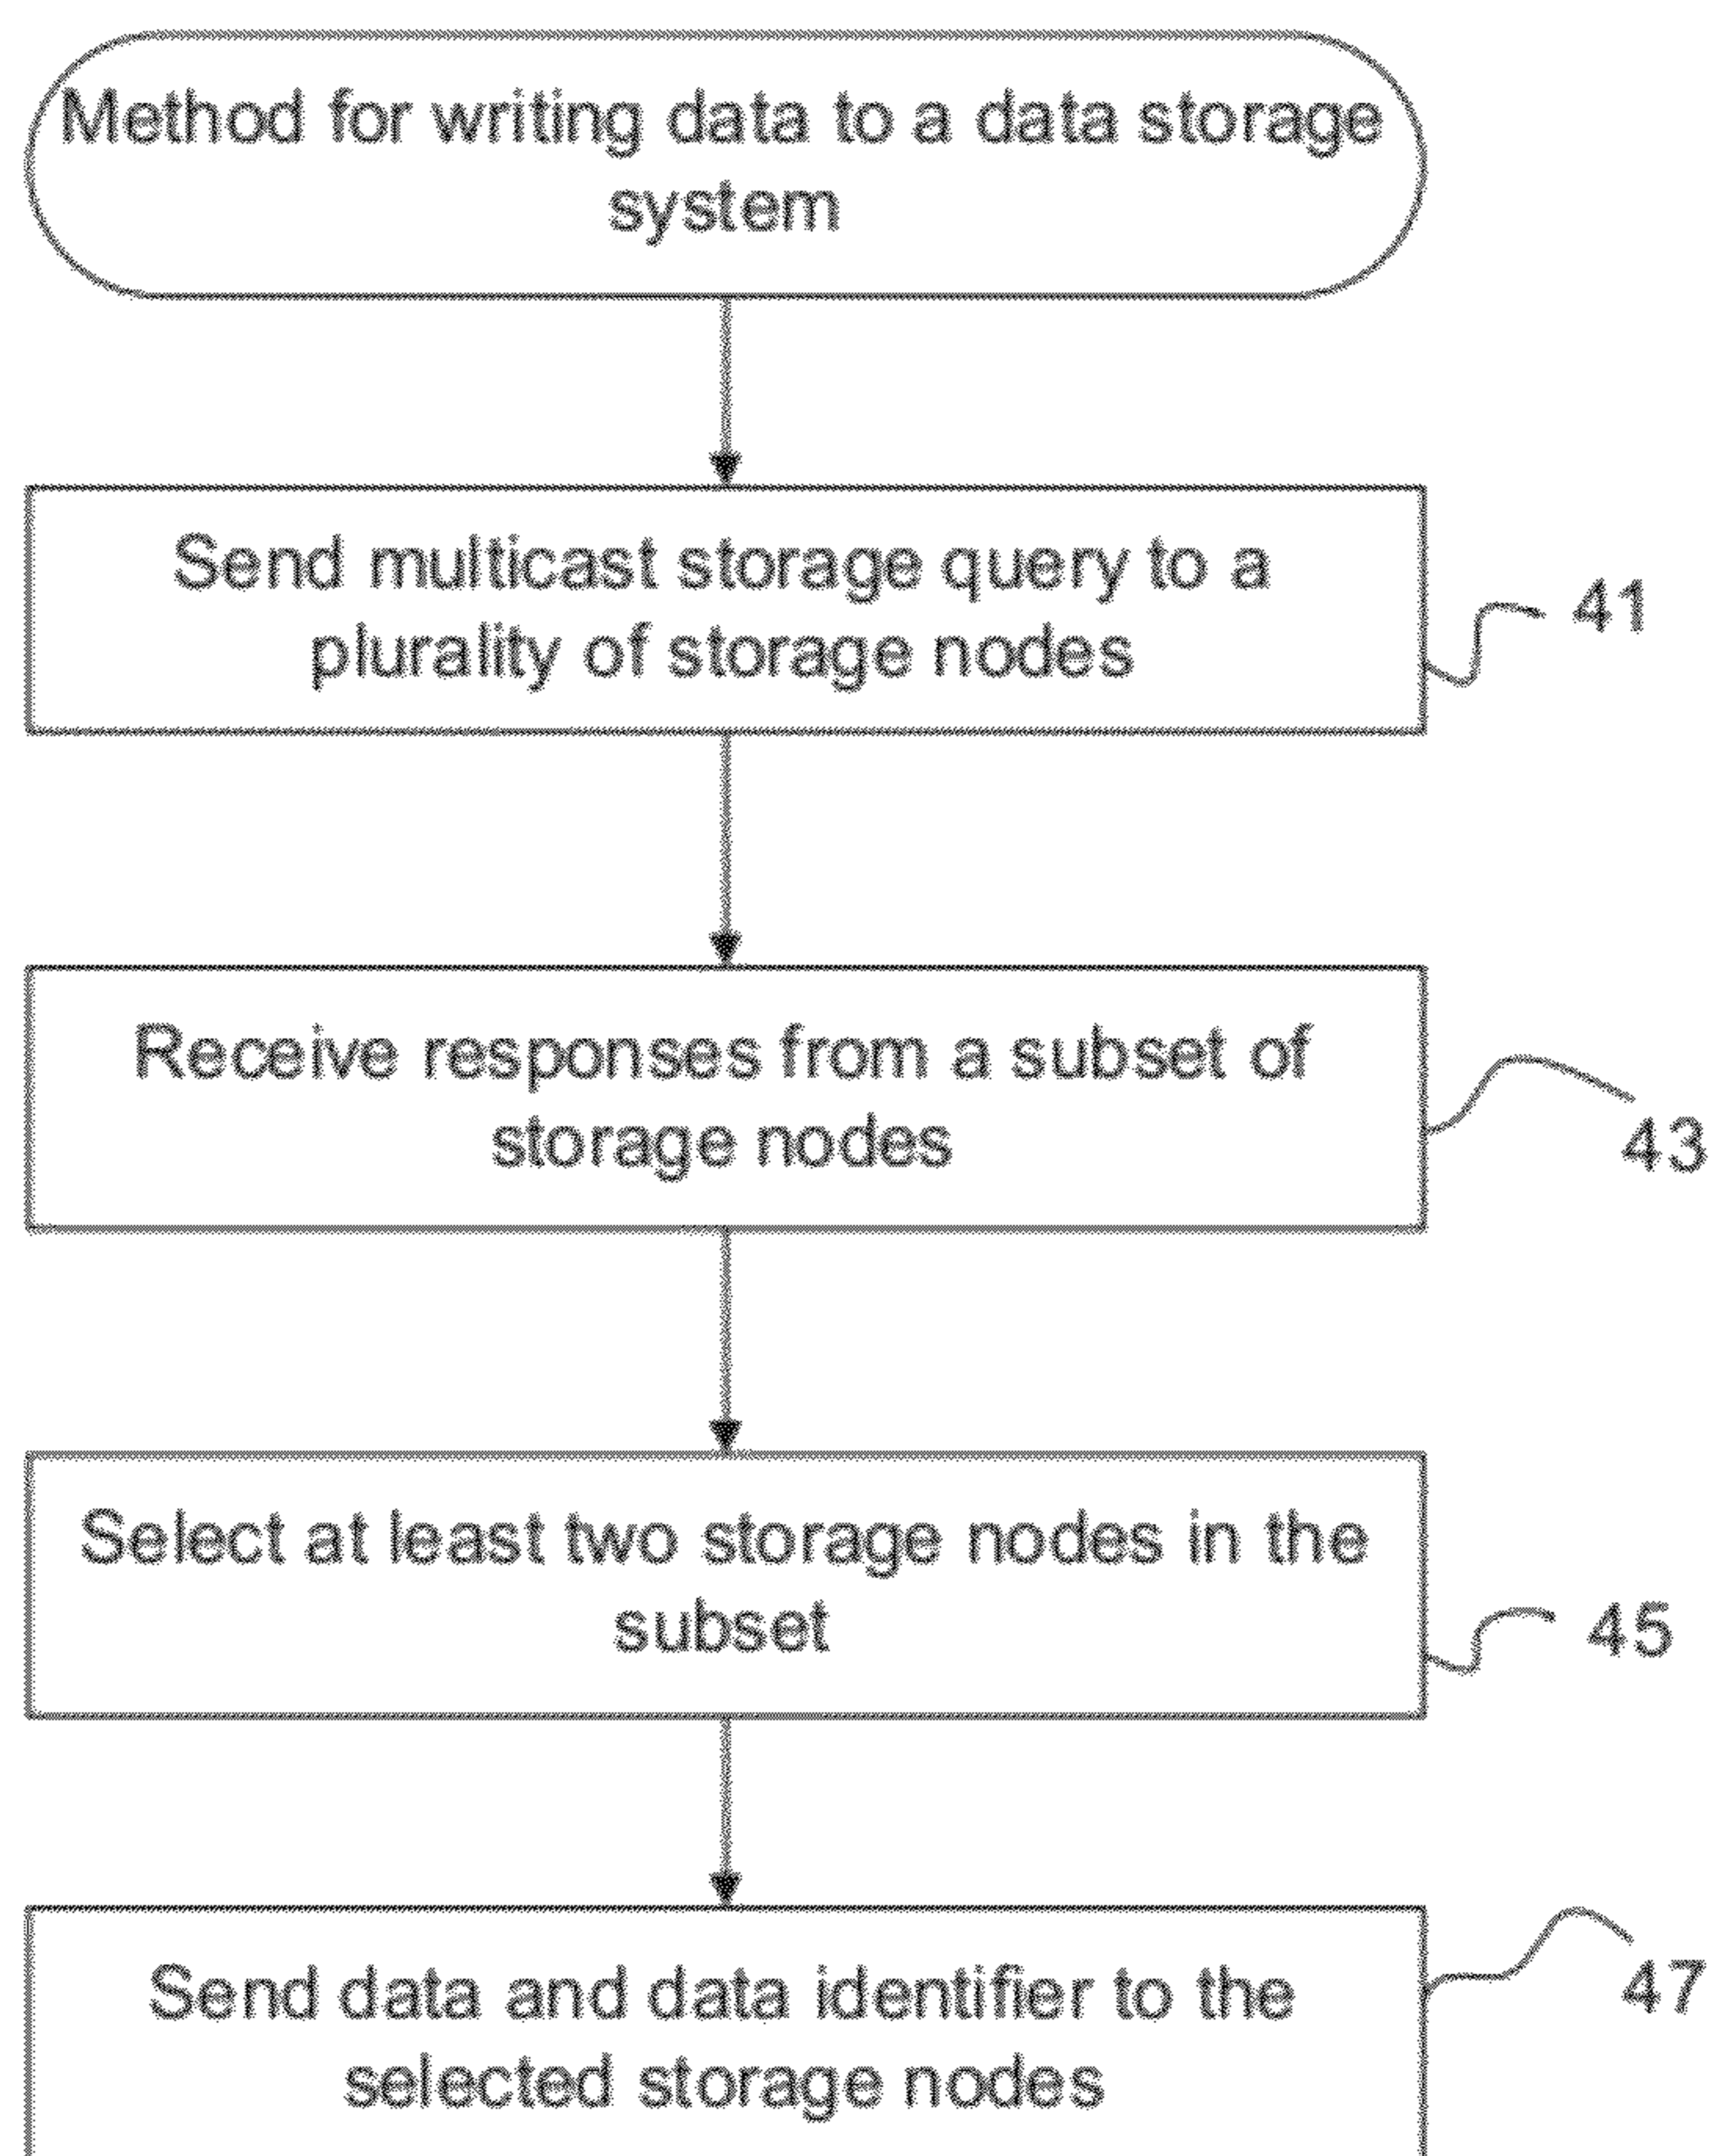 Method for writing data to a data storage
system
Send multicast storage query to a
plurality of storage nodes
41
Receive responses from a subset of
storage nodes
43
Select at least two storage nodes in the
subset
45
Send data and data identifier to the
selected storage nodes
47